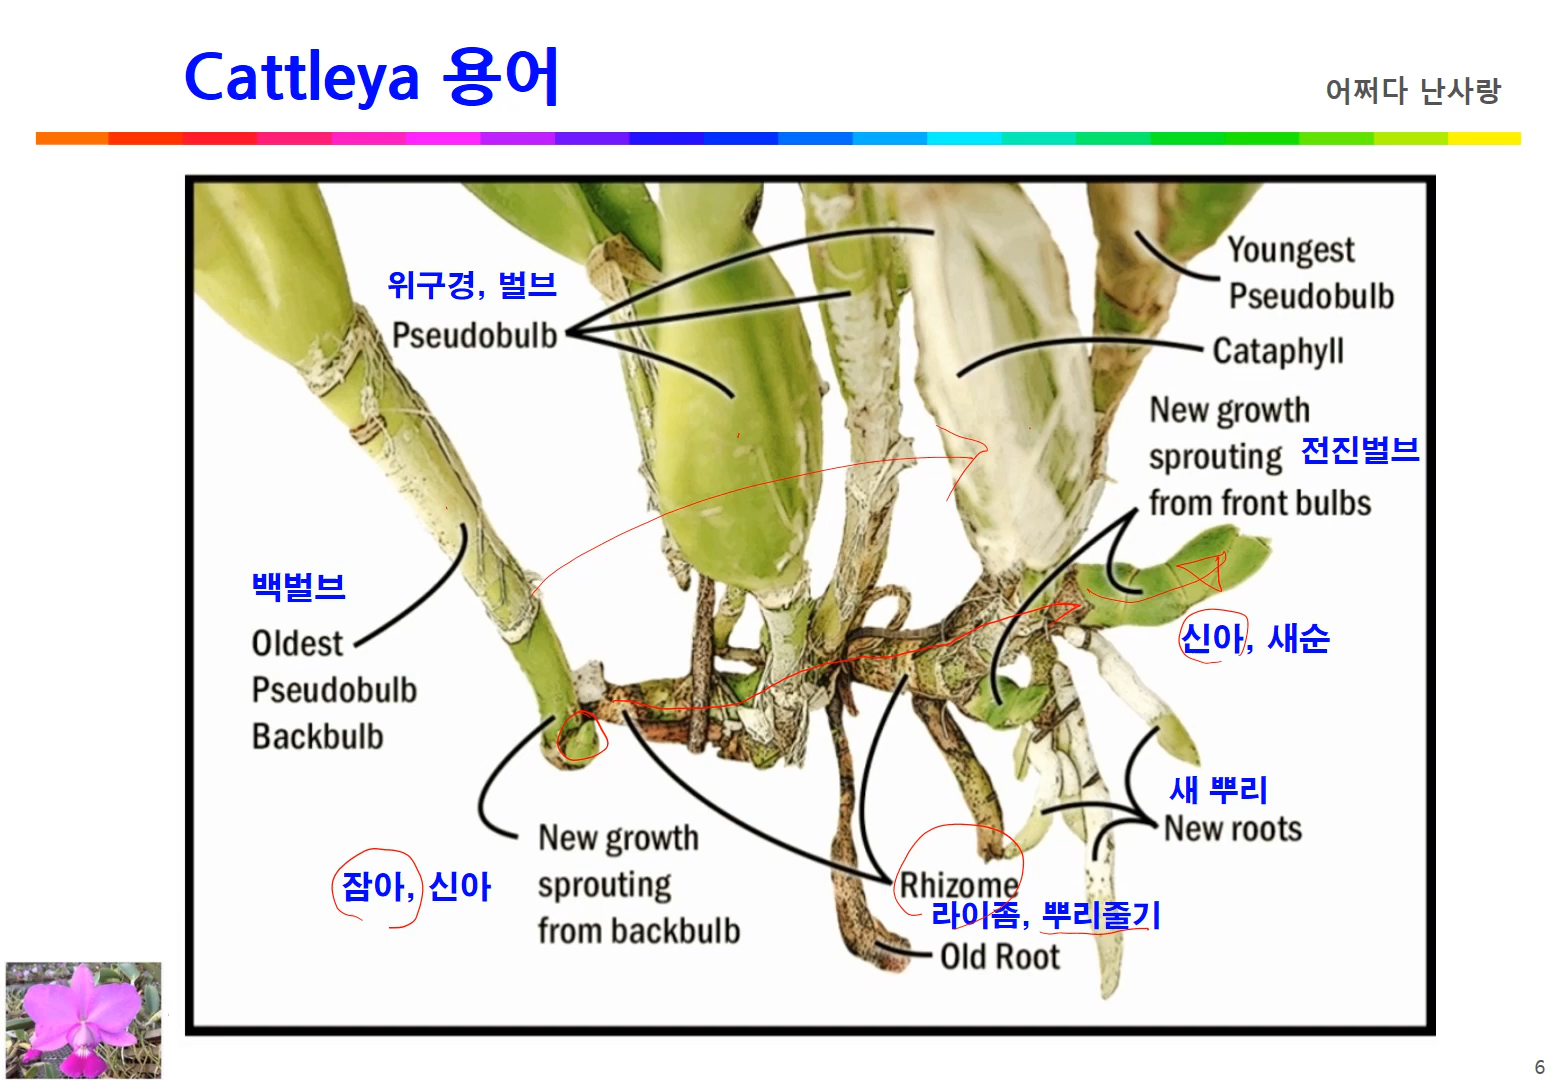 Cattleya 용어
어쩌다 난사랑
위구경, 벌브
Pseudobulb
Youngest
Pseudobulb
Cataphyll
New growth
sprouting 전진벌브
from front bulbs
백벌브
Oldest
Pseudobulb
Backbulb
신아, 새순
새 뿌리
New roots
잠아, 신아
New growth
sprouting
from backbulb
Rhizome
라이좀, 뿌리줄기
Old Root
6